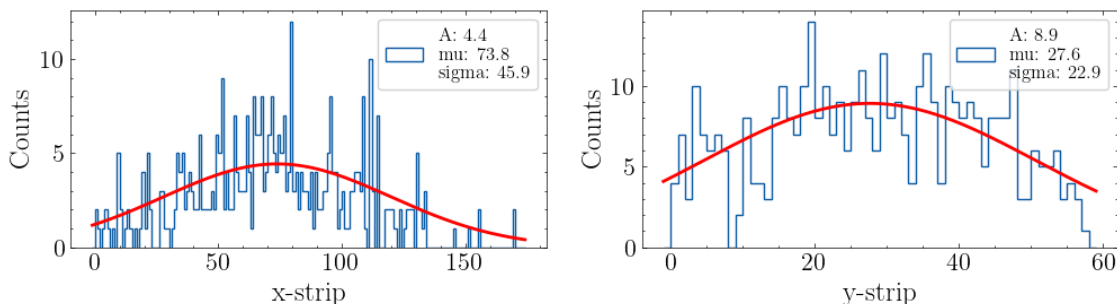 A: 4.4
mu: 73.8
sigma: 45.9
10
5
0
Counts
0 50 100 150
x-strip
A: 8.9
mu: 27.6
sigma: 22.9
10
5
0
Counts
0 20 40 60
y-strip